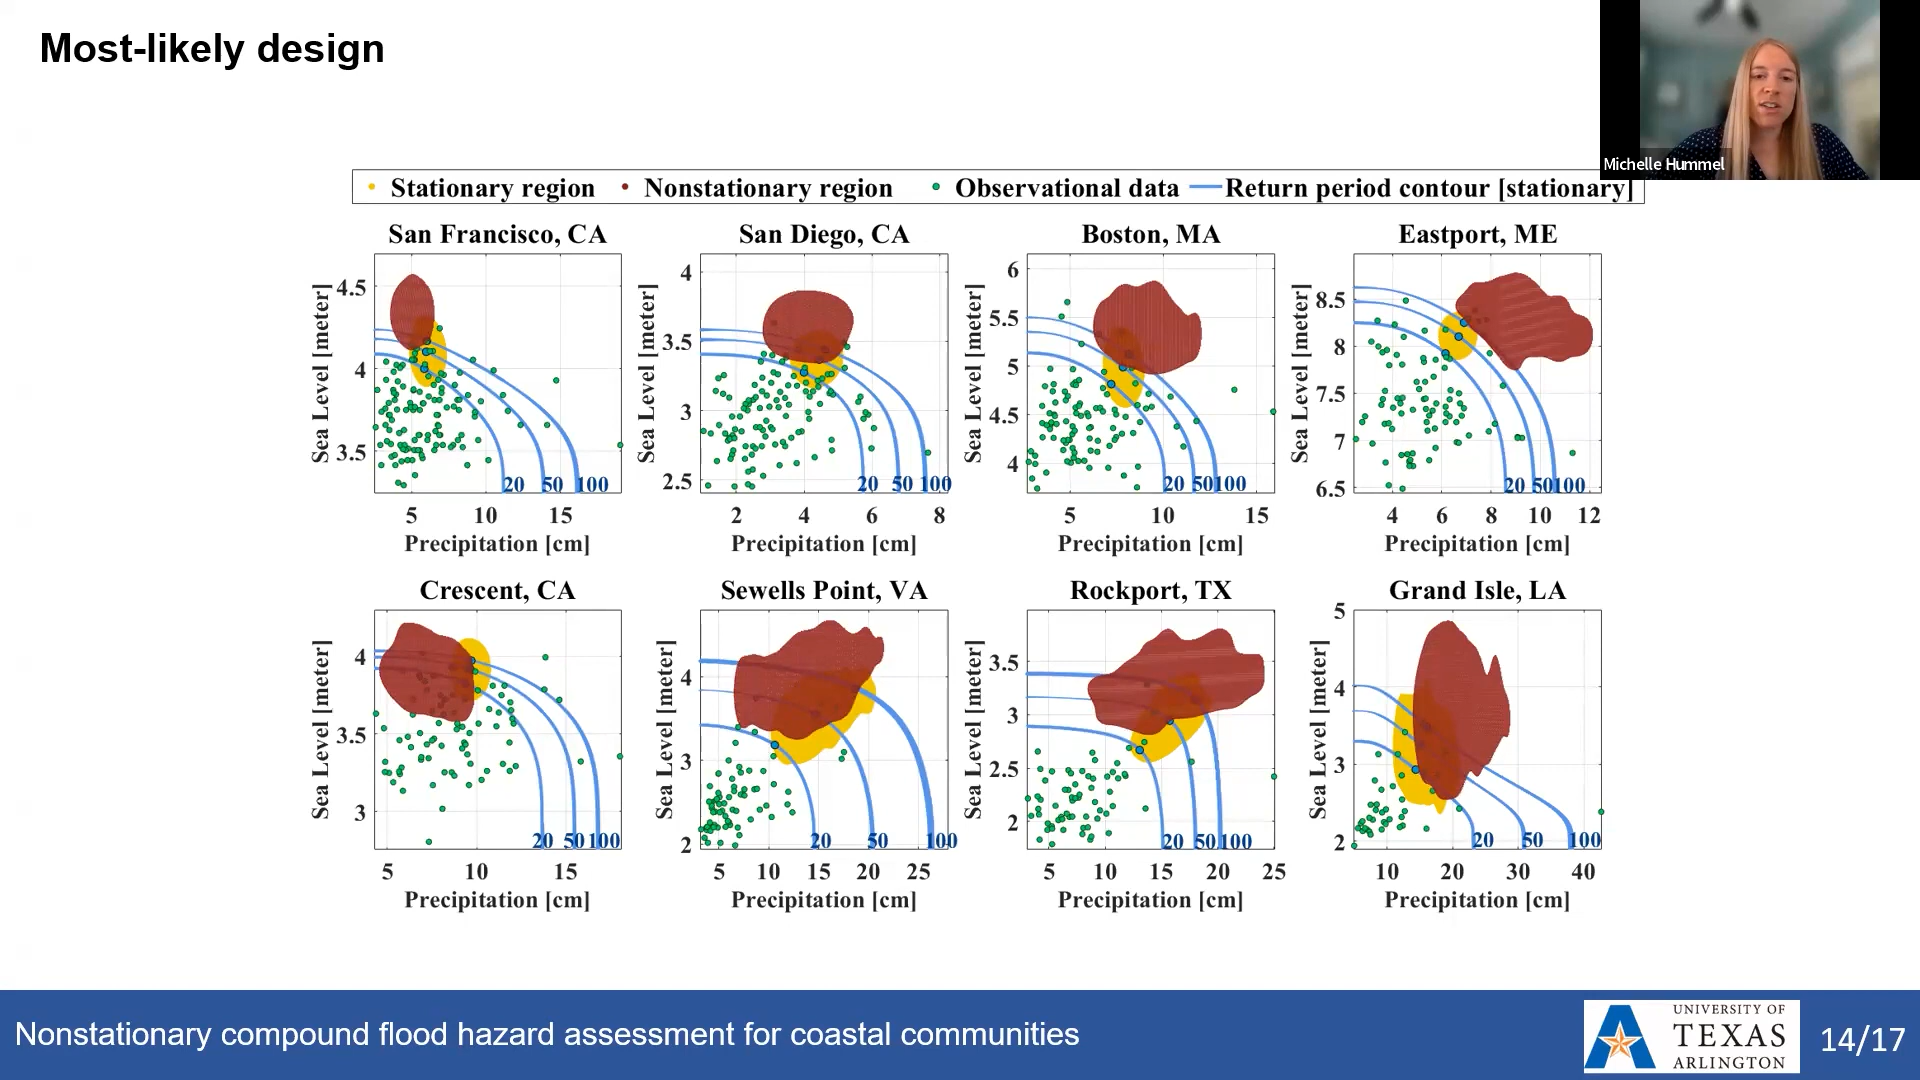 Most-likely design
Michelle Hummel
Stationary region Nonstationary region Observational data Return period contour [stationary]
San Francisco, CA
Sea Level [meter]
4.5
4
3.5
20 50 100
5 10 15
Precipitation [cm]
San Diego, CA
Sea Level [meter]
4
3.5
3
2.5
20 50 100
2 4 6 8
Precipitation [cm]
Boston, MA
Sea Level [meter]
6
5.5
5
4.5
4
20 50 100
5 10 15
Precipitation [cm]
Eastport, ME
Sea Level [meter]
8.5
8
7.5
7
6.5
20 50 100
4 6 8 10 12
Precipitation [cm]
Crescent, CA
Sea Level [meter]
4
3.5
3
20 50 100
5 10 15
Precipitation [cm]
Sewells Point, VA
Sea Level [meter]
4
3
2
20 50 100
5 10 15 20 25
Precipitation [cm]
Rockport, TX
Sea Level [meter]
3.5
3
2.5
2
20 50 100
5 10 15 20 25
Precipitation [cm]
Grand Isle, LA
Sea Level [meter]
5
4
3
2
20 50 100
10 20 30 40
Precipitation [cm]
Nonstationary compound flood hazard assessment for coastal communities
UNIVERSITY OF
TEXAS
ARLINGTON
14/17